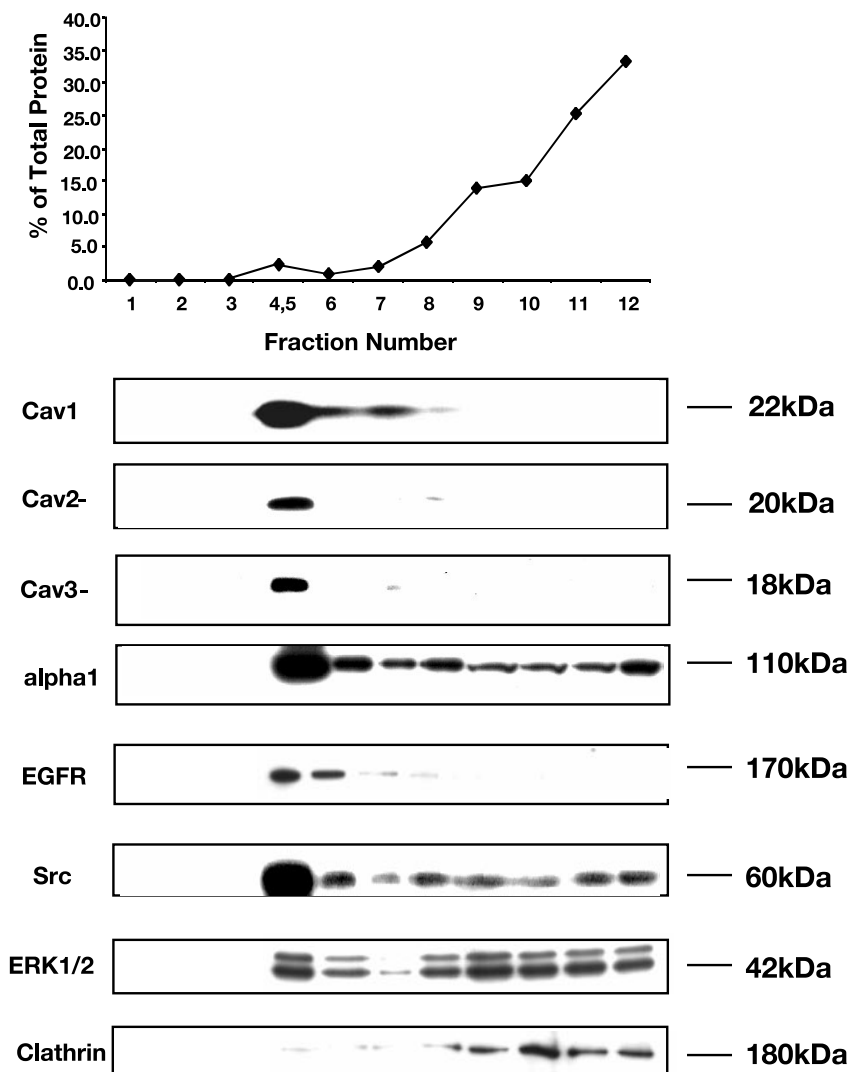 40.0
35.0
30.0
25.0
20.0
15.0
10.0
5.0
0.0
% of Total Protein
1 2 3 4,5 6 7 8 9 10 11 12
Fraction Number
Cav1 22kDa
Cav2- 20kDa
Cav3- 18kDa
alpha1 110kDa
EGFR 170kDa
Src 60kDa
ERK1/2 42kDa
Clathrin 180kDa